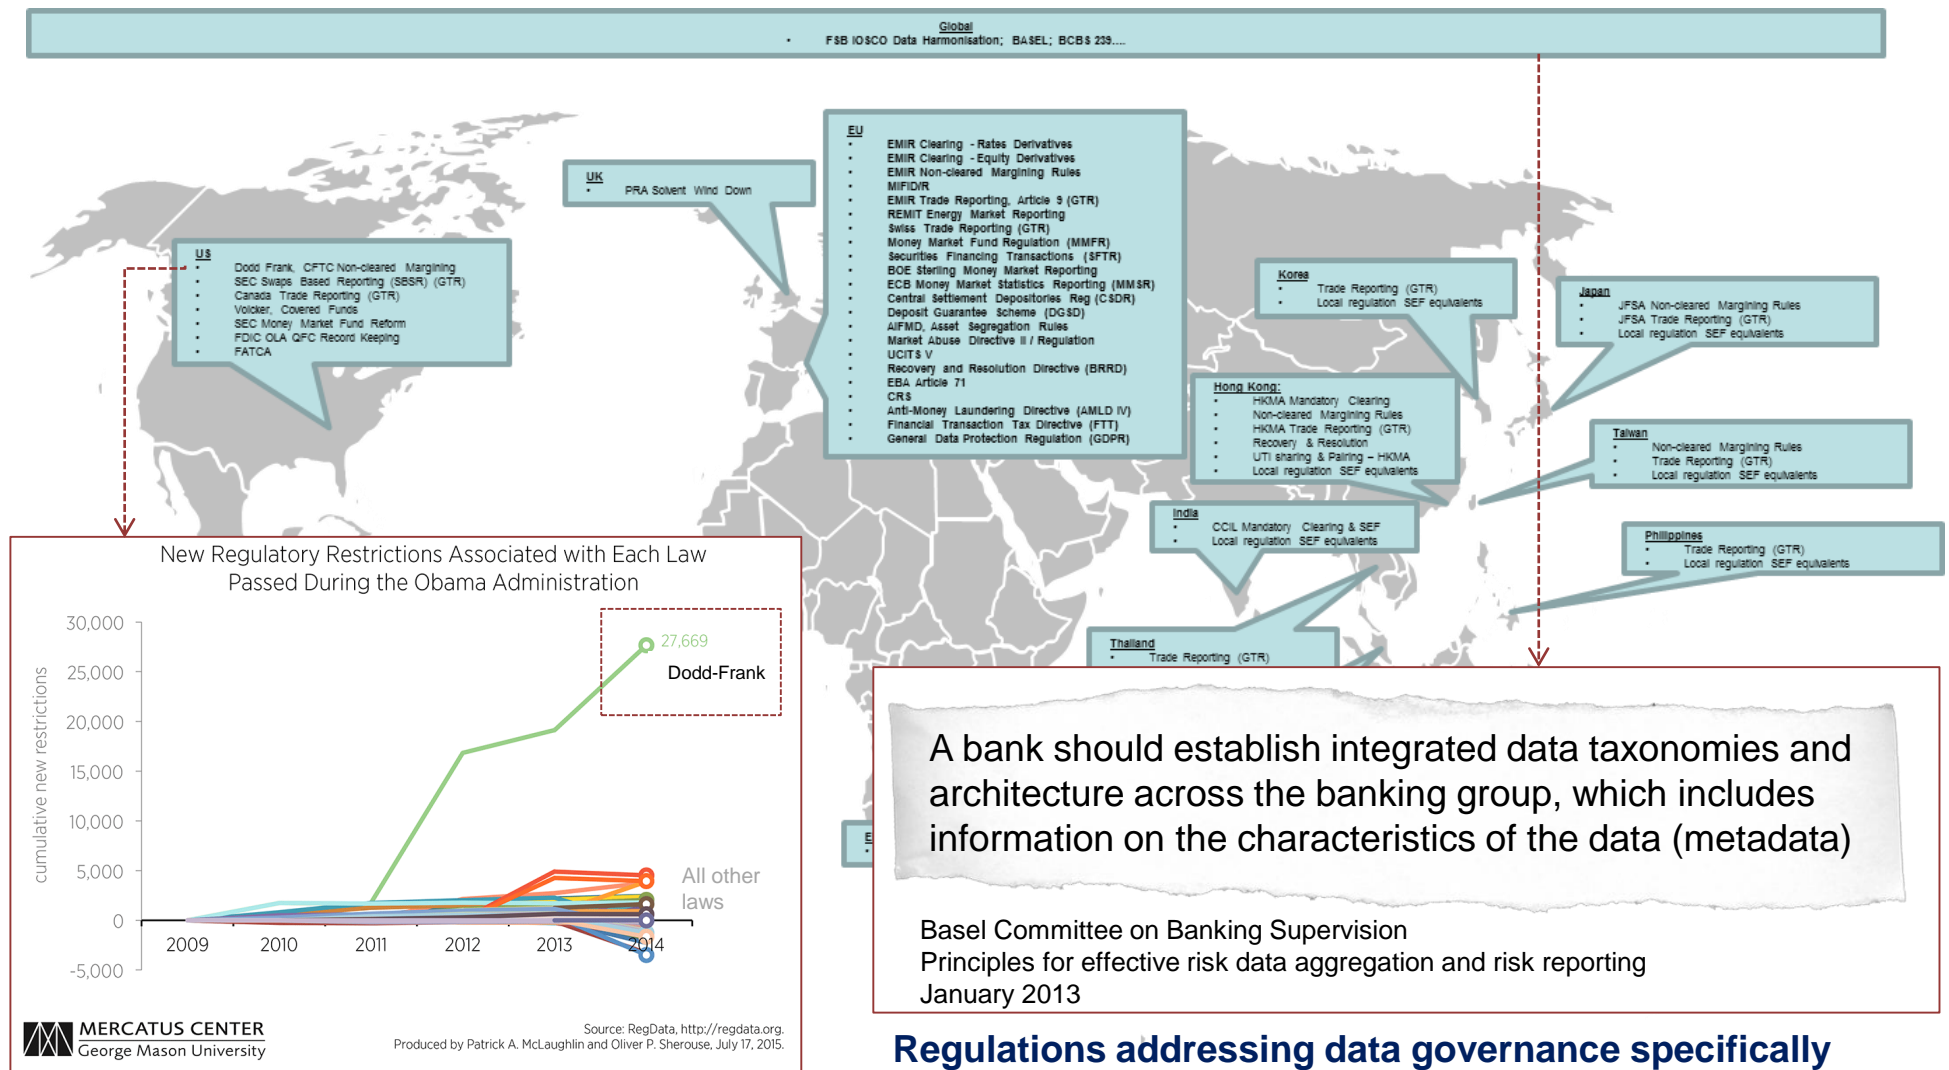 Global
• FSB IOSCO Data Harmonisation; BASEL; BCBS 239....
EU
• EMIR Clearing - Rates Derivatives
• EMIR Clearing - Equity Derivatives
• EMIR Non-cleared Margining Rules
• MIFID/R
• EMIR Trade Reporting, Article 9 (GTR)
• REMIT Energy Market Reporting
• Swiss Trade Reporting (GTR)
• Money Market Fund Regulation (MMFR)
• Securities Financing Transactions (SFTR)
• BOE Sterling Money Market Reporting
• ECB Money Market Statistics Reporting (MMSR)
• Central Settlement Depositories Reg (CSDR)
• Deposit Guarantee Scheme (DGSD)
• AIFMD, Asset Segregation Rules
• Market Abuse Directive II / Regulation
• UCITS V
• Recovery and Resolution Directive (BRRD)
• EBA Article 71
• CRS
• Anti-Money Laundering Directive (AMLD IV)
• Financial Transaction Tax Directive (FTT)
• General Data Protection Regulation (GDPR)
UK
• PRA Solvent Wind Down
US
• Dodd Frank, CFTC Non-cleared Margining
• SEC Swaps Based Reporting (SBSR) (GTR)
• Canada Trade Reporting (GTR)
• Volcker, Covered Funds
• SEC Money Market Fund Reform
• FDIC OLA QFC Record Keeping
• FATCA
Korea
• Trade Reporting (GTR)
• Local regulation SEF equivalents
Japan
• JFSA Non-cleared Margining Rules
• JFSA Trade Reporting (GTR)
• Local regulation SEF equivalents
Hong Kong:
• HKMA Mandatory Clearing
• Non-cleared Margining Rules
• HKMA Trade Reporting (GTR)
• Recovery & Resolution
• UTI sharing & Pairing – HKMA
• Local regulation SEF equivalents
Taiwan
• Non-cleared Margining Rules
• Trade Reporting (GTR)
• Local regulation SEF equivalents
India
• CCIL Mandatory Clearing & SEF
• Local regulation SEF equivalents
Philippines
• Trade Reporting (GTR)
• Local regulation SEF equivalents
Thailand
• Trade Reporting (GTR)
New Regulatory Restrictions Associated with Each Law
Passed During the Obama Administration
cumulative new restrictions
30,000
25,000
20,000
15,000
10,000
5,000
0
-5,000
2009 2010 2011 2012 2013 2014
27,669
Dodd-Frank
All other
laws
MERCATUS CENTER
George Mason University
Source: RegData, http://regdata.org.
Produced by Patrick A. McLaughlin and Oliver P. Sherouse, July 17, 2015.
A bank should establish integrated data taxonomies and
architecture across the banking group, which includes
information on the characteristics of the data (metadata)
Basel Committee on Banking Supervision
Principles for effective risk data aggregation and risk reporting
January 2013
Regulations addressing data governance specifically